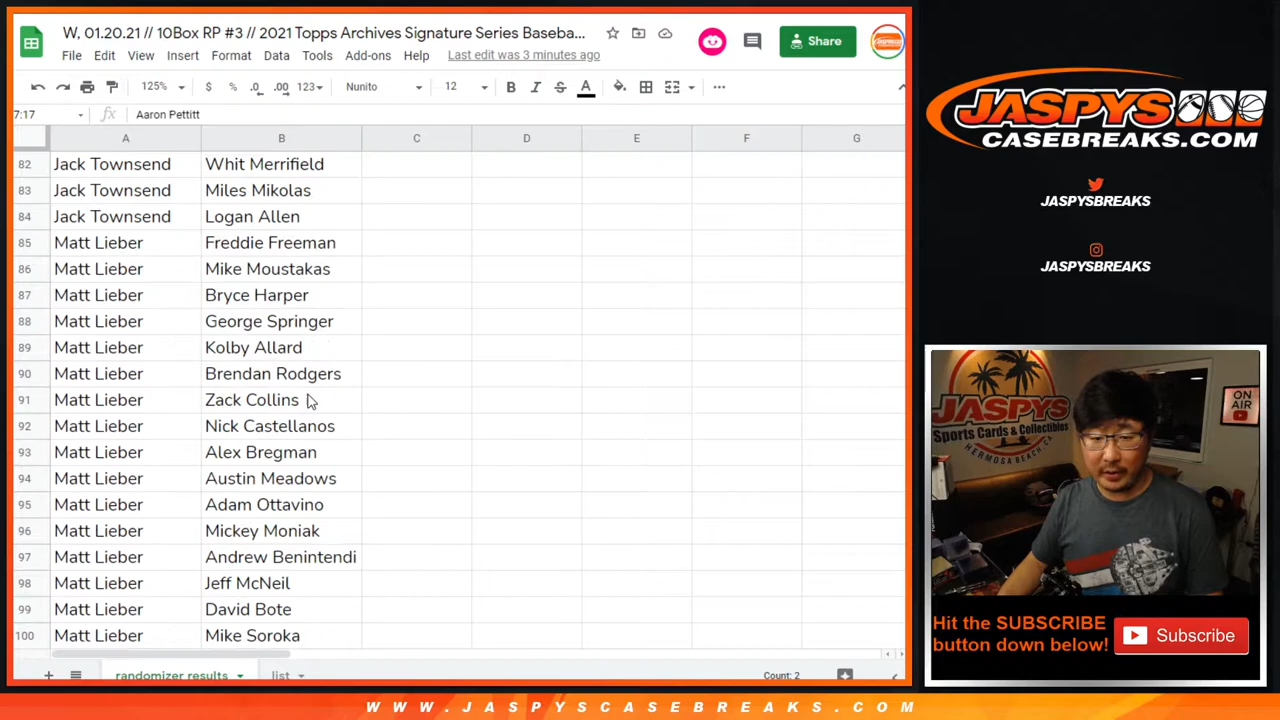 W, 01.20.21 // 10Box RP #3 // 2021 Topps Archives Signature Series Baseba...
File Edit View Insert Format Data Tools Add-ons Help Last edit was 3 minutes ago
Share
125% $ % .0 .00 123 Nunito 12 B I S A
7:17 fx Aaron Pettitt
A B C D E F G
82 Jack Townsend Whit Merrifield
83 Jack Townsend Miles Mikolas
84 Jack Townsend Logan Allen
85 Matt Lieber Freddie Freeman
86 Matt Lieber Mike Moustakas
87 Matt Lieber Bryce Harper
88 Matt Lieber George Springer
89 Matt Lieber Kolby Allard
90 Matt Lieber Brendan Rodgers
91 Matt Lieber Zack Collins
92 Matt Lieber Nick Castellanos
93 Matt Lieber Alex Bregman
94 Matt Lieber Austin Meadows
95 Matt Lieber Adam Ottavino
96 Matt Lieber Mickey Moniak
97 Matt Lieber Andrew Benintendi
98 Matt Lieber Jeff McNeil
99 Matt Lieber David Bote
100 Matt Lieber Mike Soroka
randomizer results list Count: 2
JASPYS
CASEBREAKS.COM
JASPYSBREAKS
JASPYSBREAKS
JASPYS
Sports Cards & Collectibles
HERMOSA BEACH, CA
ON AIR
Hit the SUBSCRIBE
button down below!
Subscribe
WWW.JASPYSCASEBREAKS.COM